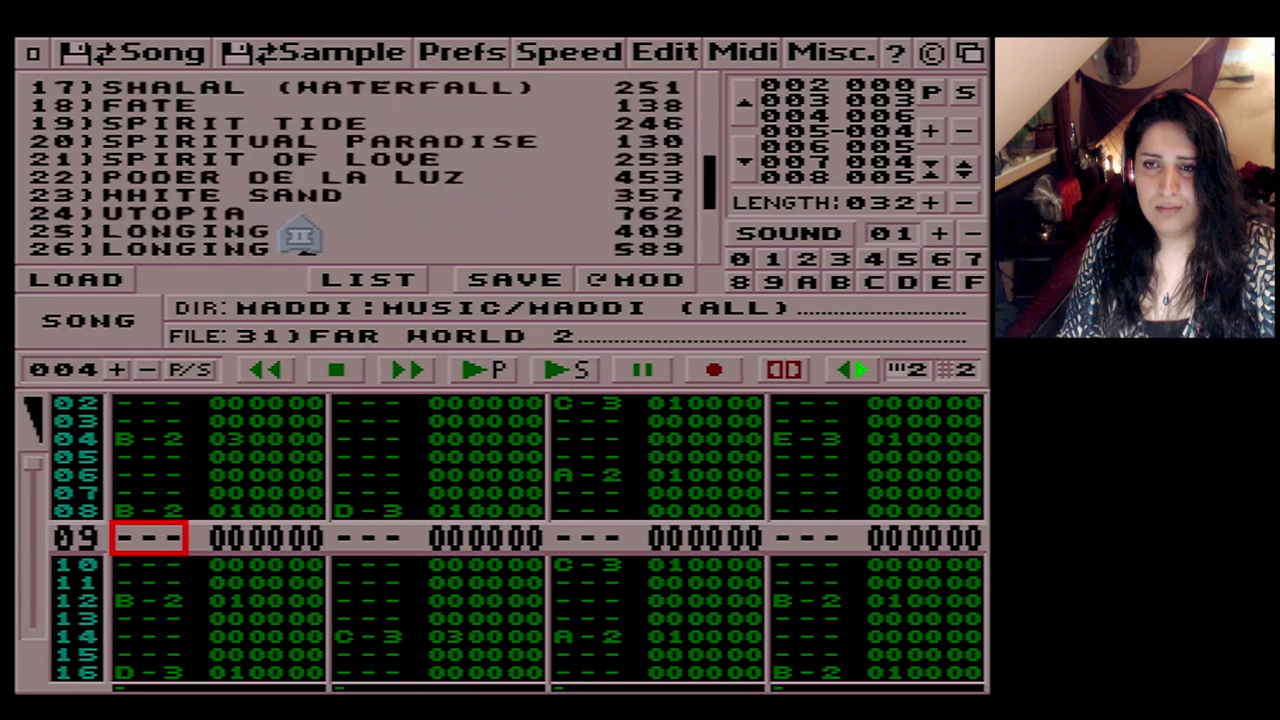 Song Sample Prefs Speed Edit Midi Misc. ? ©
17) SHALAL (WATERFALL) 251
18) FATE 138
19) SPIRIT TIDE 246
20) SPIRITUAL PARADISE 130
21) SPIRIT OF LOVE 253
22) PODER DE LA LUZ 453
23) WHITE SAND 357
24) UTOPIA 762
25) LONGING 409
26) LONGING 589
002 000
003 003 P S
004 006
005-004 + -
006 005
007 004
008 005
LENGTH: 032 + -
SOUND 01 + -
0 1 2 3 4 5 6 7
8 9 A B C D E F
LOAD LIST SAVE @MOD
SONG
DIR: MADDI:MUSIC/MADDI (ALL)
FILE: 31) FAR WORLD 2
004 + - P/S P S 2 2
02 --- 000000 --- 000000 C-3 010000 --- 000000
03 --- 000000 --- 000000 --- 000000 --- 000000
04 B-2 030000 --- 000000 --- 000000 E-3 010000
05 --- 000000 --- 000000 --- 000000 --- 000000
06 --- 000000 --- 000000 A-2 010000 --- 000000
07 --- 000000 --- 000000 --- 000000 --- 000000
08 B-2 010000 D-3 010000 --- 000000 --- 000000
09 --- 000000 --- 000000 --- 000000 --- 000000
10 --- 000000 --- 000000 C-3 010000 --- 000000
11 --- 000000 --- 000000 --- 000000 --- 000000
12 B-2 010000 --- 000000 --- 000000 B-2 010000
13 --- 000000 --- 000000 --- 000000 --- 000000
14 --- 000000 C-3 030000 A-2 010000 --- 000000
15 --- 000000 --- 000000 --- 000000 --- 000000
16 D-3 010000 --- 000000 --- 000000 B-2 010000